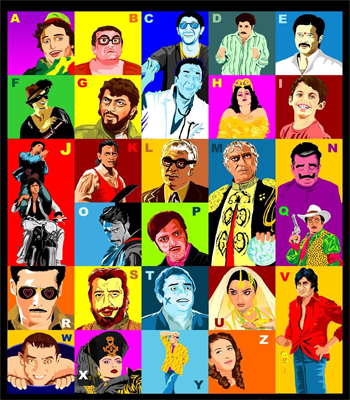 A B C D E
F G H I
J K L M N
O P Q
R S T U V
W X Y Z